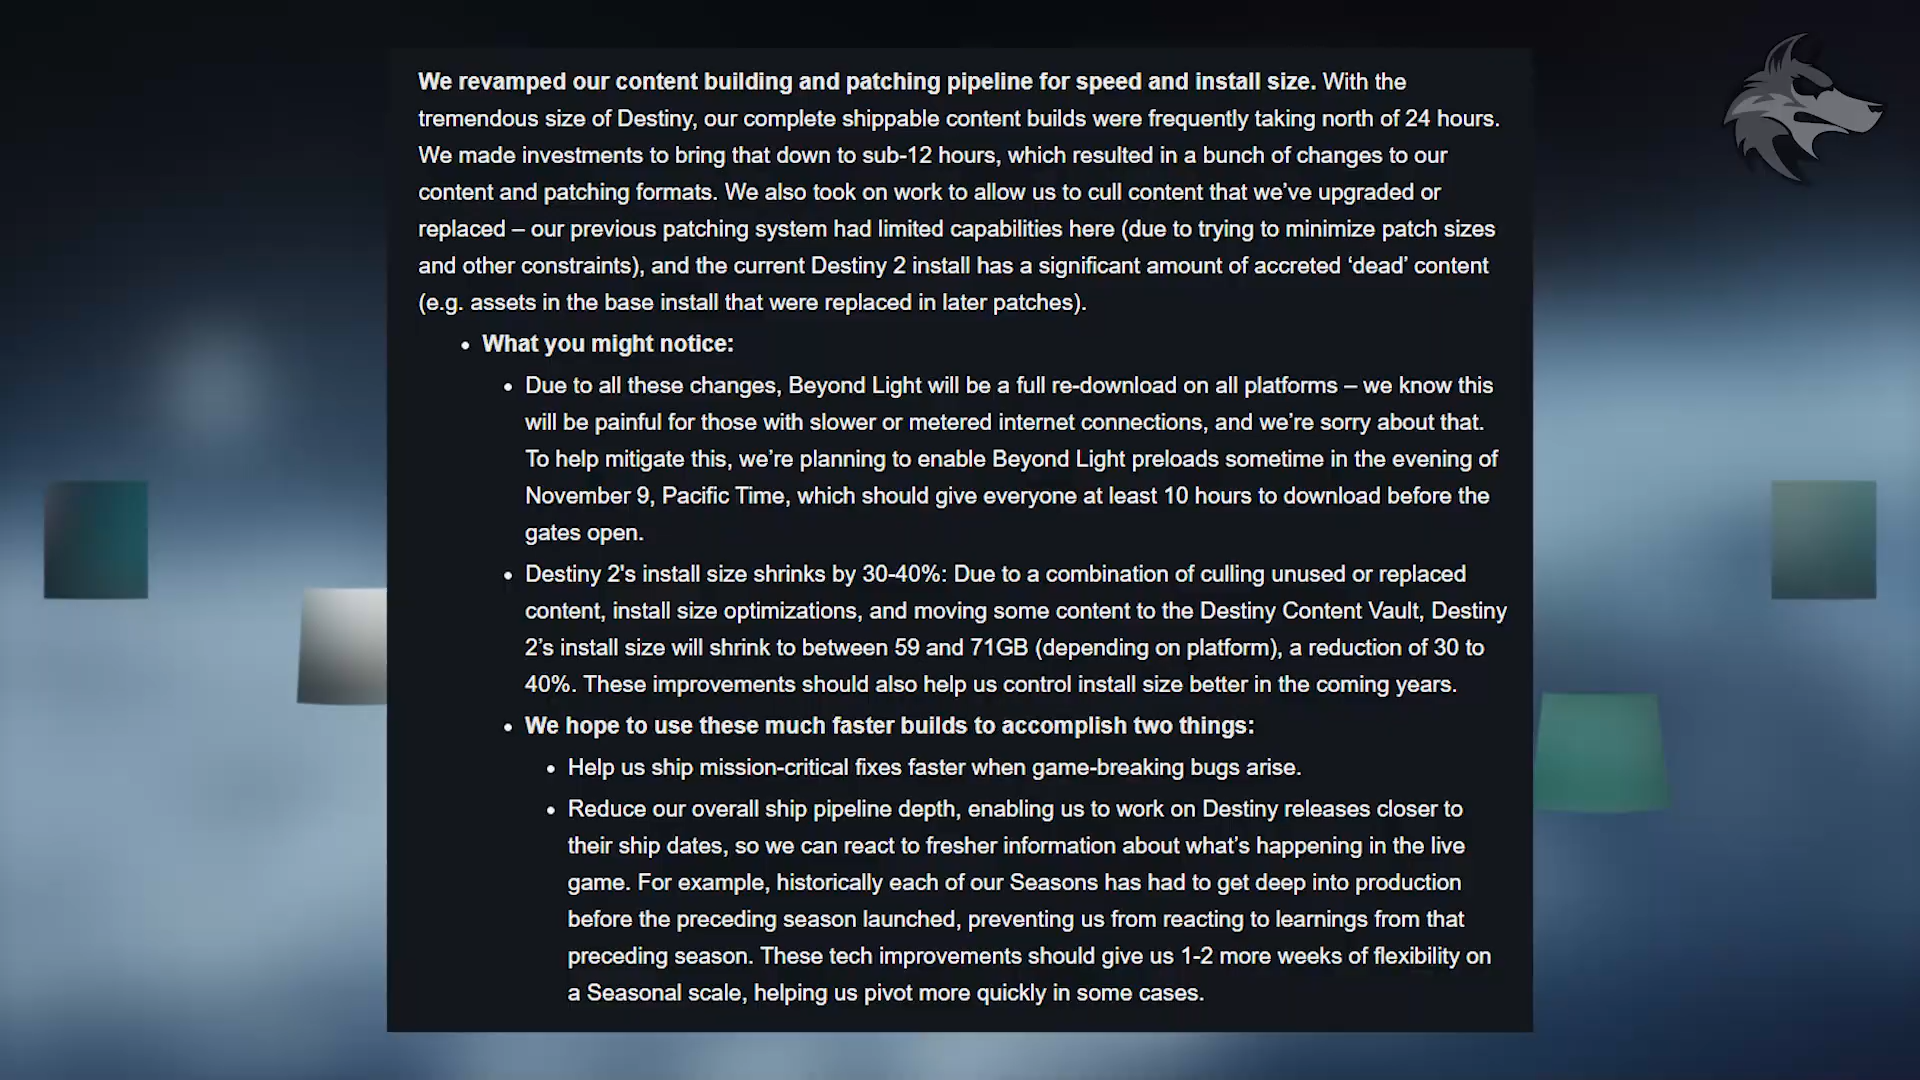 We revamped our content building and patching pipeline for speed and install size. With the
tremendous size of Destiny, our complete shippable content builds were frequently taking north of 24 hours.
We made investments to bring that down to sub-12 hours, which resulted in a bunch of changes to our
content and patching formats. We also took on work to allow us to cull content that we’ve upgraded or
replaced – our previous patching system had limited capabilities here (due to trying to minimize patch sizes
and other constraints), and the current Destiny 2 install has a significant amount of accreted ‘dead’ content
(e.g. assets in the base install that were replaced in later patches).
• What you might notice:
• Due to all these changes, Beyond Light will be a full re-download on all platforms – we know this
will be painful for those with slower or metered internet connections, and we’re sorry about that.
To help mitigate this, we’re planning to enable Beyond Light preloads sometime in the evening of
November 9, Pacific Time, which should give everyone at least 10 hours to download before the
gates open.
• Destiny 2's install size shrinks by 30-40%: Due to a combination of culling unused or replaced
content, install size optimizations, and moving some content to the Destiny Content Vault, Destiny
2’s install size will shrink to between 59 and 71GB (depending on platform), a reduction of 30 to
40%. These improvements should also help us control install size better in the coming years.
• We hope to use these much faster builds to accomplish two things:
• Help us ship mission-critical fixes faster when game-breaking bugs arise.
• Reduce our overall ship pipeline depth, enabling us to work on Destiny releases closer to
their ship dates, so we can react to fresher information about what’s happening in the live
game. For example, historically each of our Seasons has had to get deep into production
before the preceding season launched, preventing us from reacting to learnings from that
preceding season. These tech improvements should give us 1-2 more weeks of flexibility on
a Seasonal scale, helping us pivot more quickly in some cases.